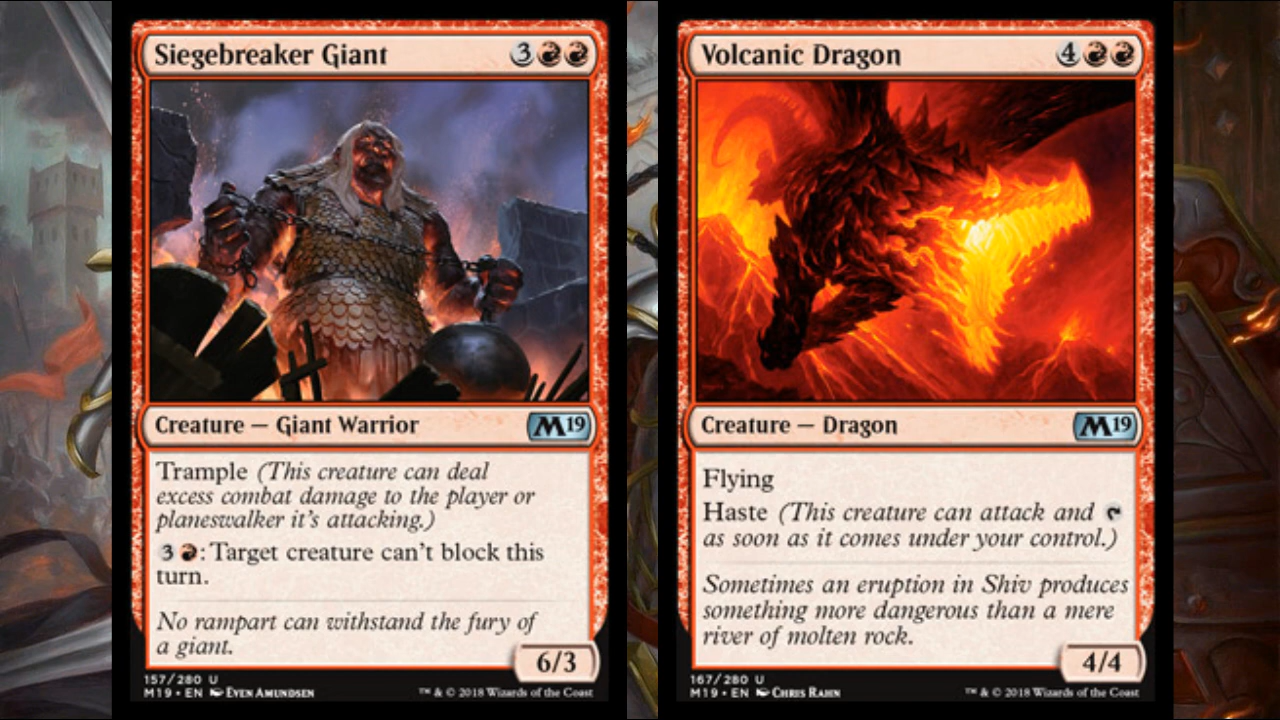 Siegebreaker Giant 3
Creature — Giant Warrior M19
Trample (This creature can deal
excess combat damage to the player or
planeswalker it's attacking.)
3 : Target creature can't block this
turn.
No rampart can withstand the fury of
a giant.
6/3
157/280 U
M19 • EN Even Amundsen ™ & © 2018 Wizards of the Coast
Volcanic Dragon 4
Creature — Dragon M19
Flying
Haste (This creature can attack and
as soon as it comes under your control.)
Sometimes an eruption in Shiv produces
something more dangerous than a mere
river of molten rock.
4/4
167/280 U
M19 • EN Chris Rahn ™ & © 2018 Wizards of the Coast